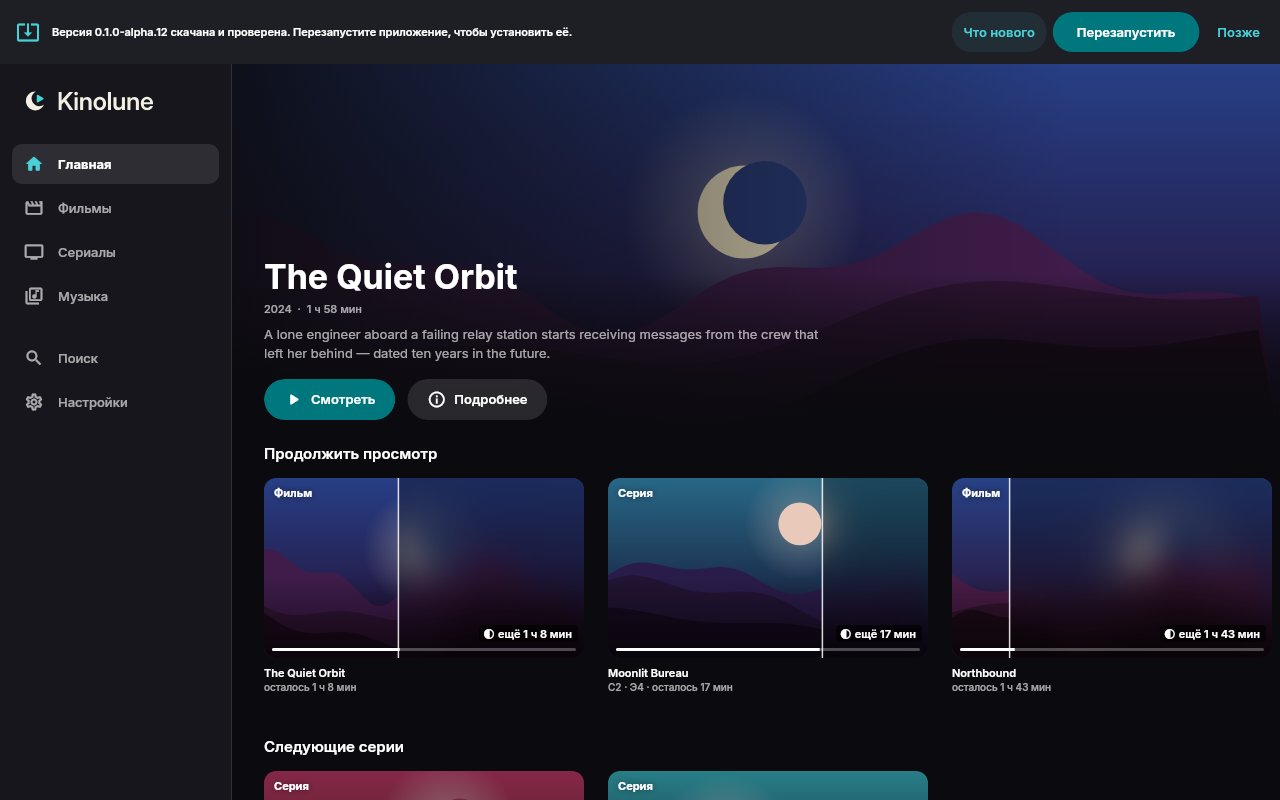 Версия 0.1.0-alpha.12 скачана и проверена. Перезапустите приложение, чтобы установить её.
Что нового
Перезапустить
Позже
Kinolune
Главная
Фильмы
Сериалы
Музыка
Поиск
Настройки
The Quiet Orbit
2024 · 1 ч 58 мин
A lone engineer aboard a failing relay station starts receiving messages from the crew that
left her behind — dated ten years in the future.
Смотреть
Подробнее
Продолжить просмотр
Фильм
ещё 1 ч 8 мин
The Quiet Orbit
осталось 1 ч 8 мин
Серия
ещё 17 мин
Moonlit Bureau
С2 · Э4 · осталось 17 мин
Фильм
ещё 1 ч 43 мин
Northbound
осталось 1 ч 43 мин
Следующие серии
Серия
Серия